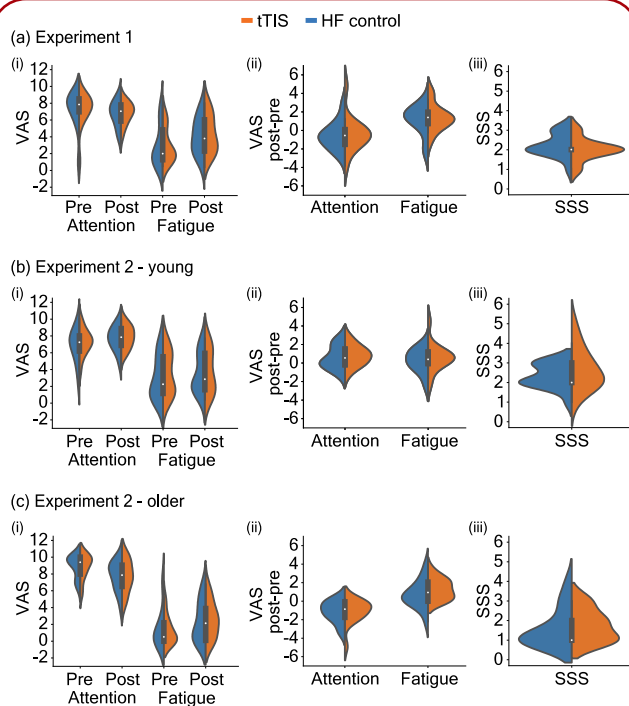 tTIS HF control
(a) Experiment 1
(i) (ii) (iii)
12
10
8
6
4
2
0
-2
VAS
Pre Post Pre Post
Attention Fatigue
6
4
2
0
-2
-4
-6
VAS
post-pre
Attention Fatigue
6
5
4
3
2
1
0
SSS
SSS
(b) Experiment 2 - young
(i) (ii) (iii)
12
10
8
6
4
2
0
-2
VAS
Pre Post Pre Post
Attention Fatigue
6
4
2
0
-2
-4
-6
VAS
post-pre
Attention Fatigue
6
5
4
3
2
1
0
SSS
SSS
(c) Experiment 2 - older
(i) (ii) (iii)
12
10
8
6
4
2
0
-2
VAS
Pre Post Pre Post
Attention Fatigue
6
4
2
0
-2
-4
-6
VAS
post-pre
Attention Fatigue
6
5
4
3
2
1
0
SSS
SSS